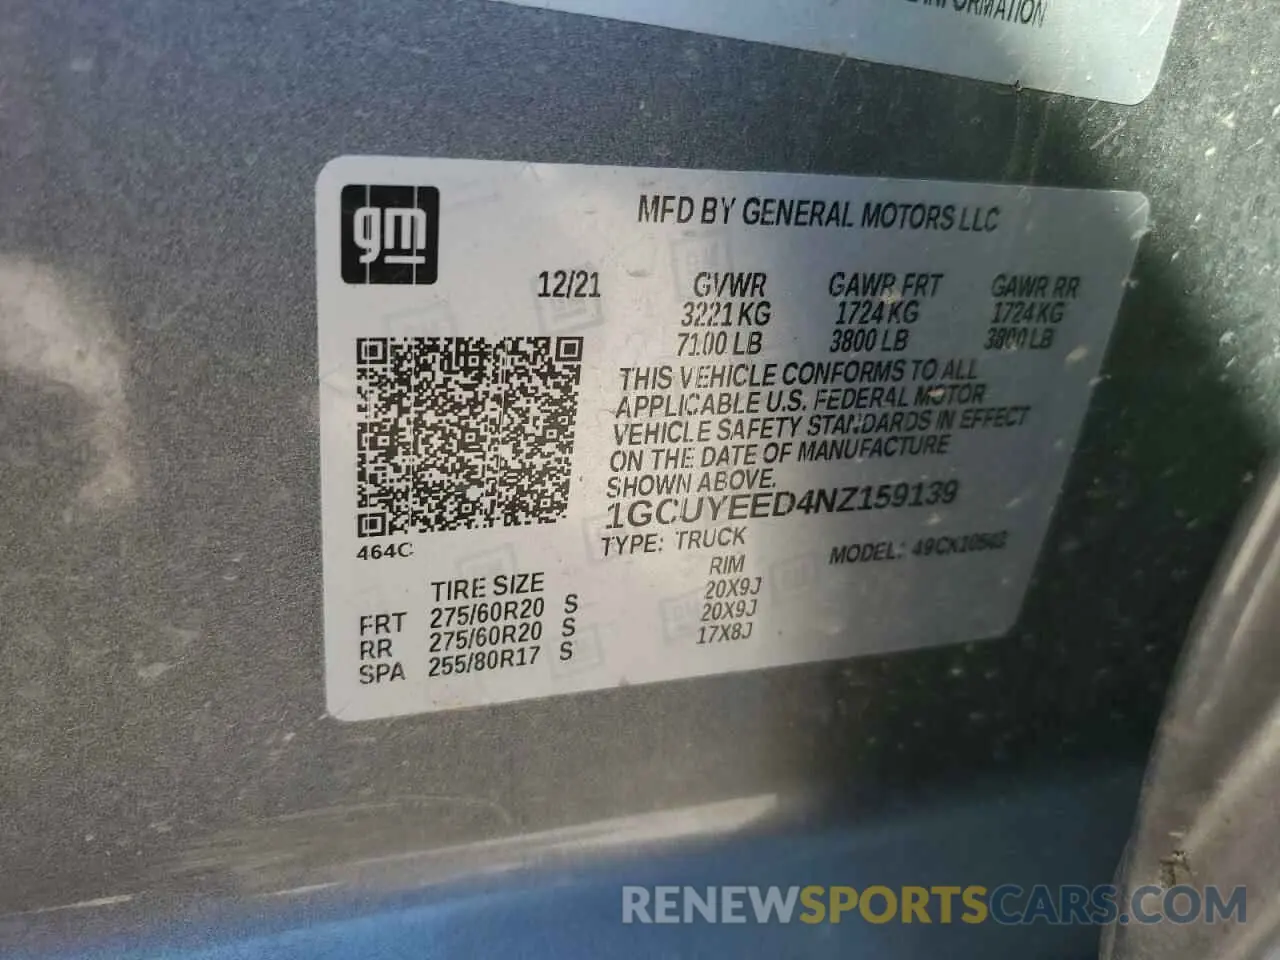 INFORMATION
gm
MFD BY GENERAL MOTORS LLC
12/21 GVWR GAWR FRT GAWR RR
3221 KG 1724 KG 1724 KG
7100 LB 3800 LB 3800 LB
THIS VEHICLE CONFORMS TO ALL
APPLICABLE U.S. FEDERAL MOTOR
VEHICLE SAFETY STANDARDS IN EFFECT
ON THE DATE OF MANUFACTURE
SHOWN ABOVE.
1GCUYEED4NZ159139
464C
TYPE: TRUCK MODEL:
TIRE SIZE RIM
FRT 275/60R20 S 20X9J
RR 275/60R20 S 20X9J
SPA 255/80R17 S 17X8J
RENEWSPORTSCARS.COM